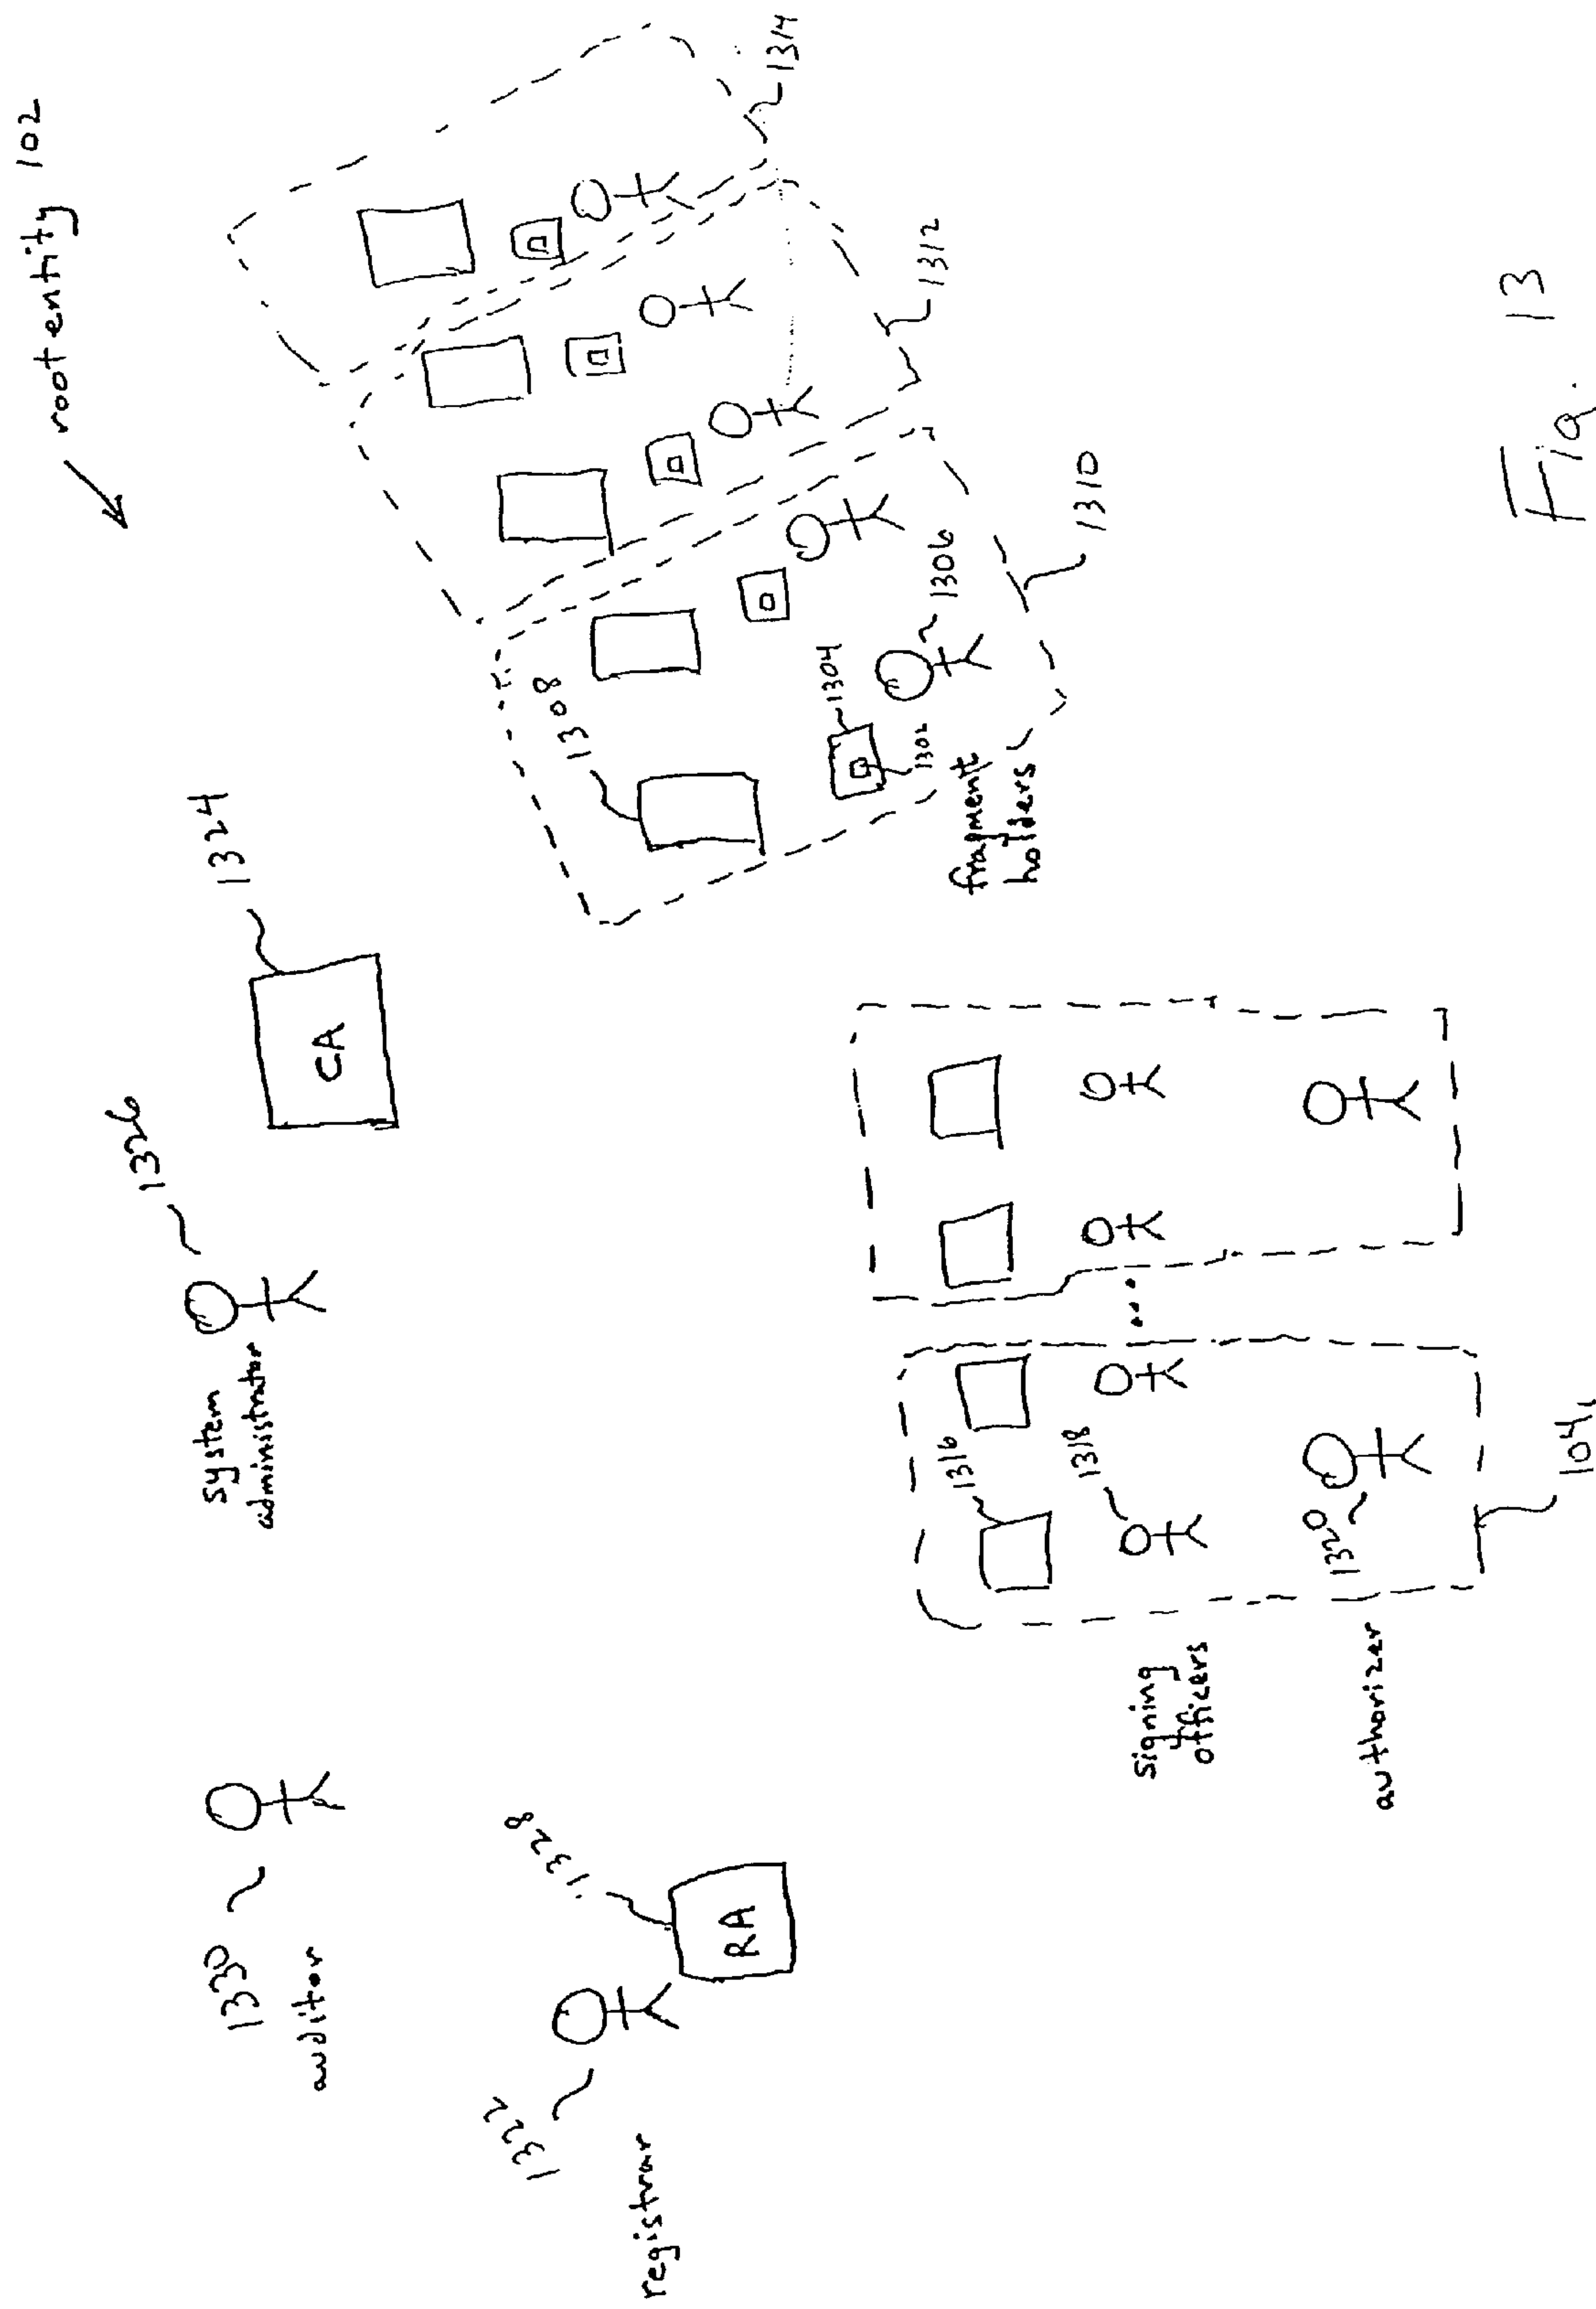 root entity 102
1330
auditor
1326
system
administrator
1324
CA
1322
registrar
1328
RA
1308
1304
1302
1306
fragment
holders
1310
1312
1314
1316
1318
signing
officers
1320
authorizer
104₁
...
Fig. 13